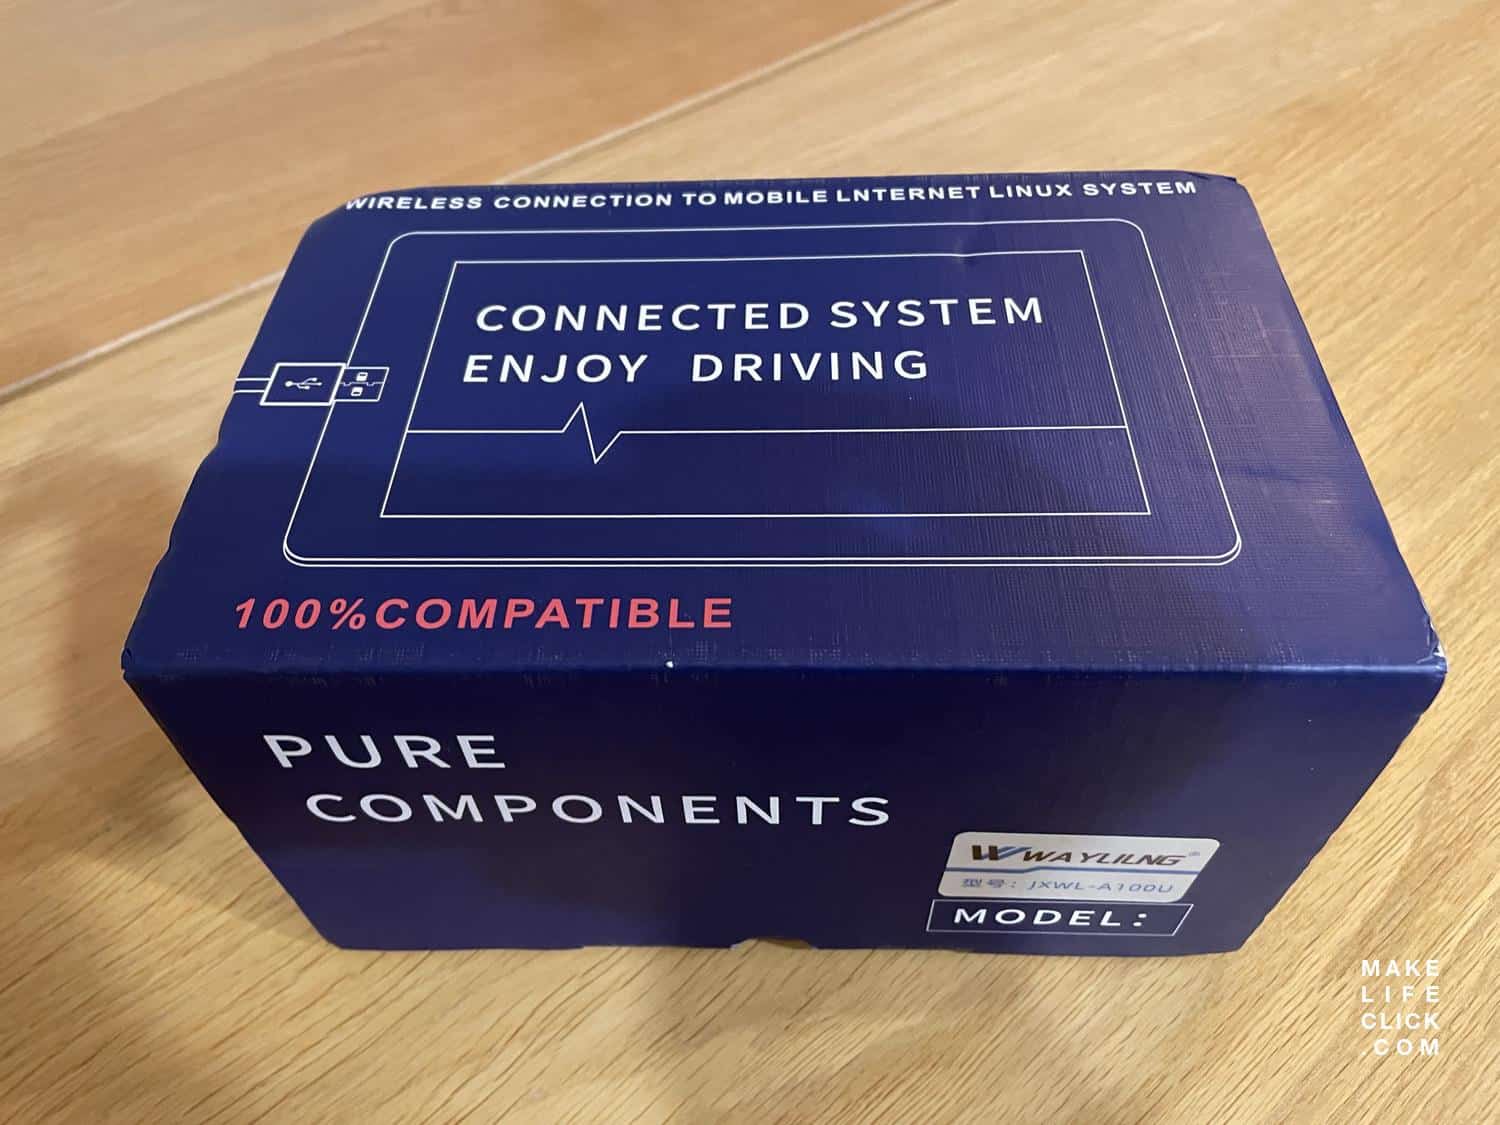 WIRELESS CONNECTION TO MOBILE LNTERNET LINUX SYSTEM
CONNECTED SYSTEM
ENJOY DRIVING
100%COMPATIBLE
PURE
COMPONENTS
W WAYLILNG®
型号: JXWL-A100U
MODEL:
MAKE
LIFE
CLICK
.COM